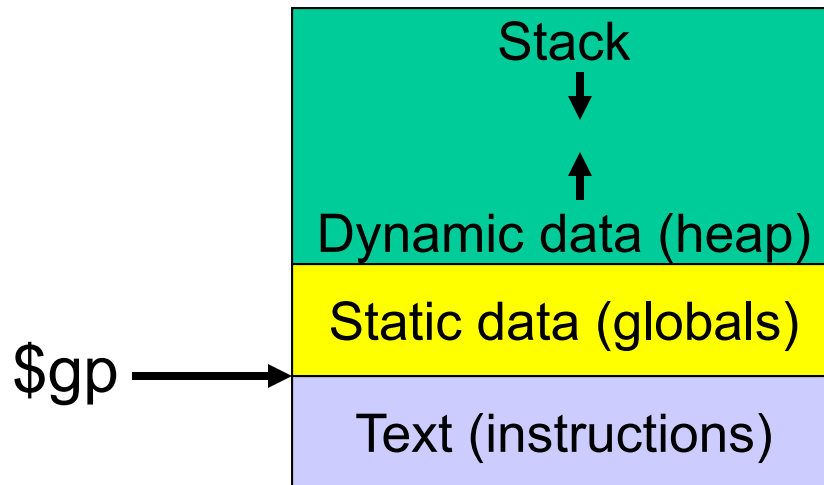 Stack
Dynamic data (heap)
Static data (globals)
$gp
Text (instructions)